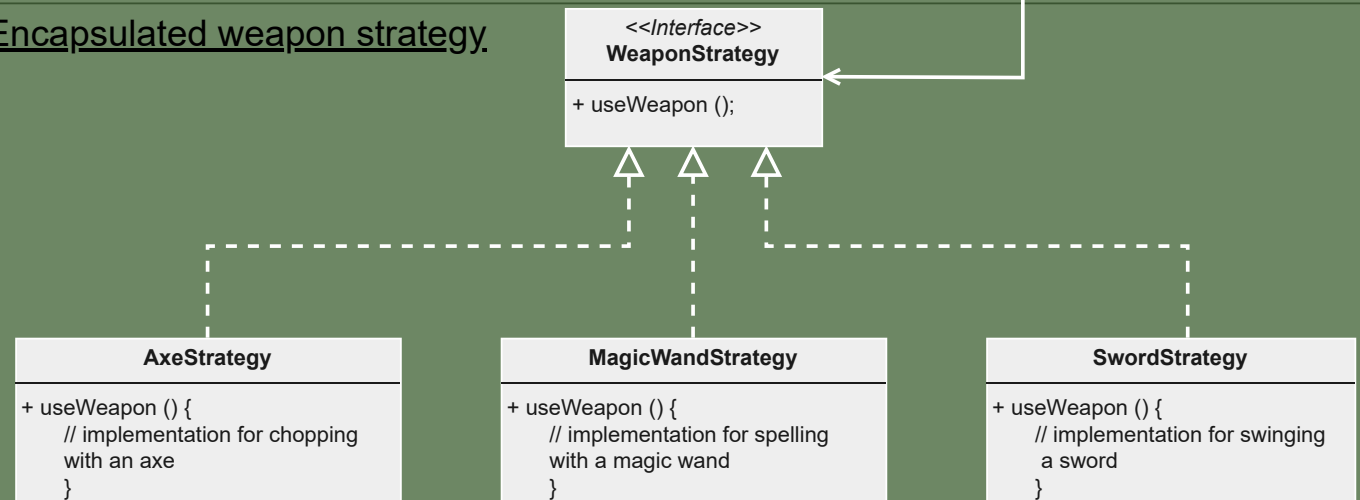 Encapsulated weapon strategy
<<Interface>>
WeaponStrategy
+ useWeapon ();
AxeStrategy
+ useWeapon () {
// implementation for chopping
with an axe
}
MagicWandStrategy
+ useWeapon () {
// implementation for spelling
with a magic wand
}
SwordStrategy
+ useWeapon () {
// implementation for swinging
a sword
}